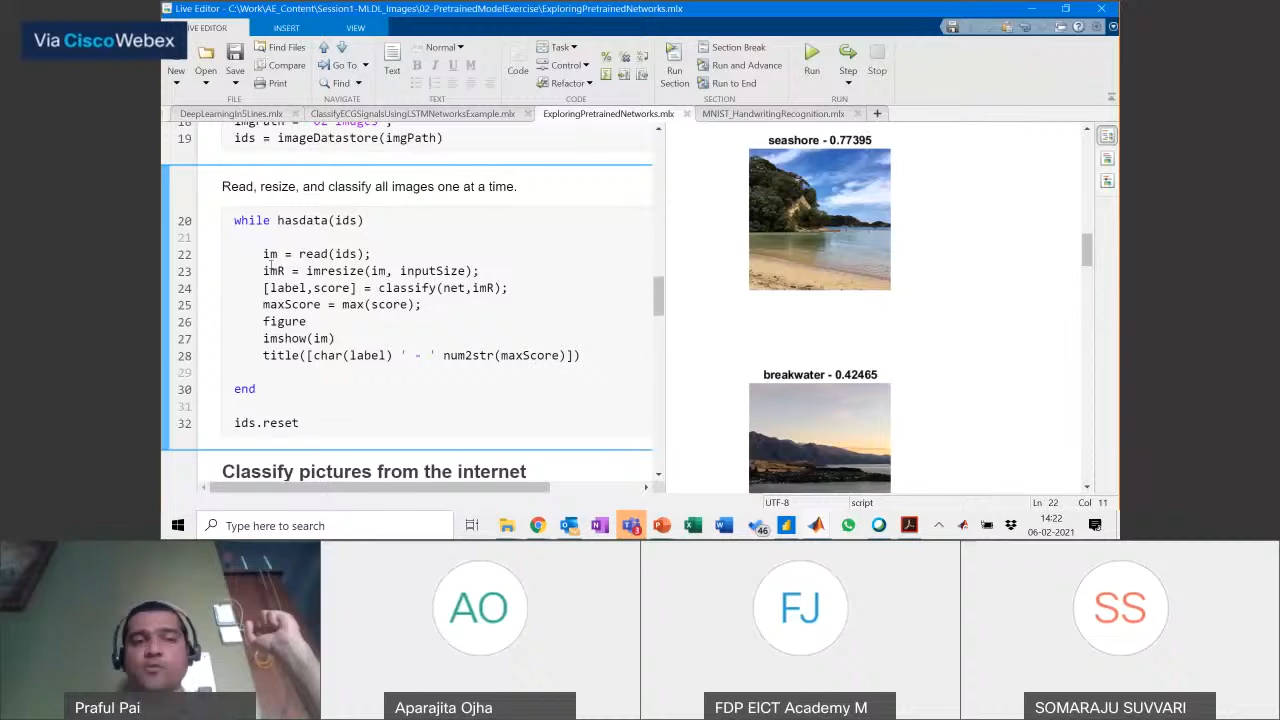 Via Cisco Webex
Live Editor - C:\Work\AE_Content\Session1-MLDL_Images\02-PretrainedModelExercise\ExploringPretrainedNetworks.mlx
LIVE EDITOR INSERT VIEW
New
Open
Save
Find Files
Compare
Print
FILE
Go To
Find
NAVIGATE
Text
Normal
B I U M
TEXT
Code
Task
Control
Refactor
CODE
Run
Section
Section Break
Run and Advance
Run to End
SECTION
Run
Step
Stop
RUN
DeepLearningIn5Lines.mlx
ClassifyECGSignalsUsingLSTMNetworksExample.mlx
ExploringPretrainedNetworks.mlx
MNIST_HandwritingRecognition.mlx
19 ids = imageDatastore(imgPath)
Read, resize, and classify all images one at a time.
20 while hasdata(ids)
21
22 im = read(ids);
23 imR = imresize(im, inputSize);
24 [label,score] = classify(net,imR);
25 maxScore = max(score);
26 figure
27 imshow(im)
28 title([char(label) ' - ' num2str(maxScore)])
29
30 end
31
32 ids.reset
Classify pictures from the internet
seashore - 0.77395
breakwater - 0.42465
UTF-8 script Ln 22 Col 11
Type here to search
3
46
14:22
06-02-2021
AO
FJ
SS
Praful Pai
Aparajita Ojha
FDP EICT Academy M
SOMARAJU SUVVARI